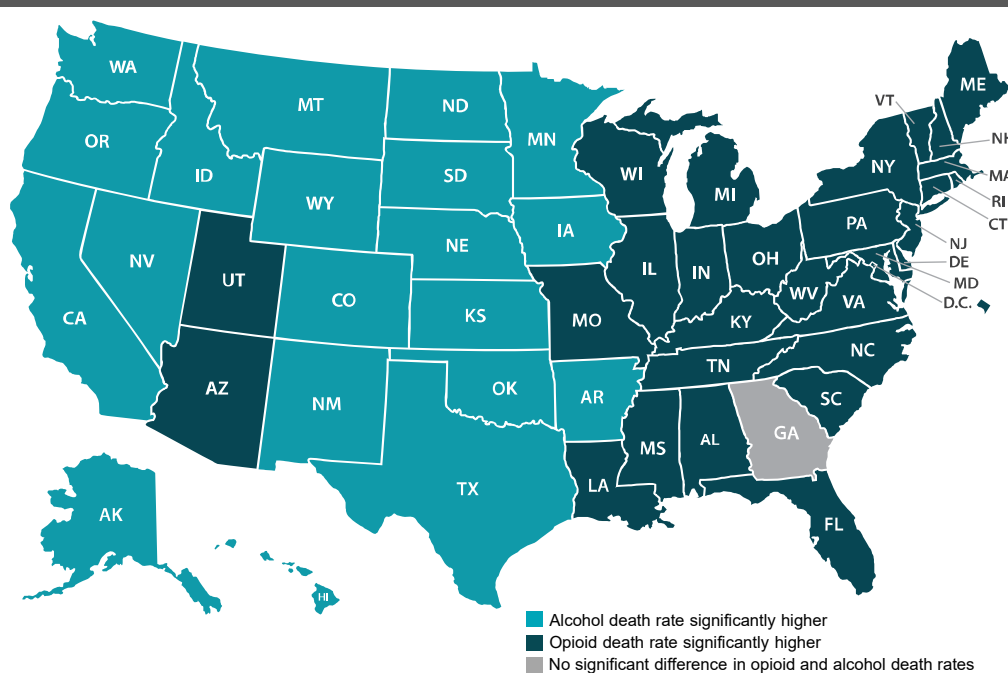 WA
MT
ND
MN
ME
VT
NH
OR
ID
SD
WI
MI
NY
MA
RI
CT
WY
NE
IA
PA
NJ
DE
MD
D.C.
NV
UT
CO
IL
IN
OH
WV
VA
CA
KS
MO
KY
NC
AZ
NM
OK
AR
TN
SC
TX
LA
MS
AL
GA
FL
AK
HI
Alcohol death rate significantly higher
Opioid death rate significantly higher
No significant difference in opioid and alcohol death rates